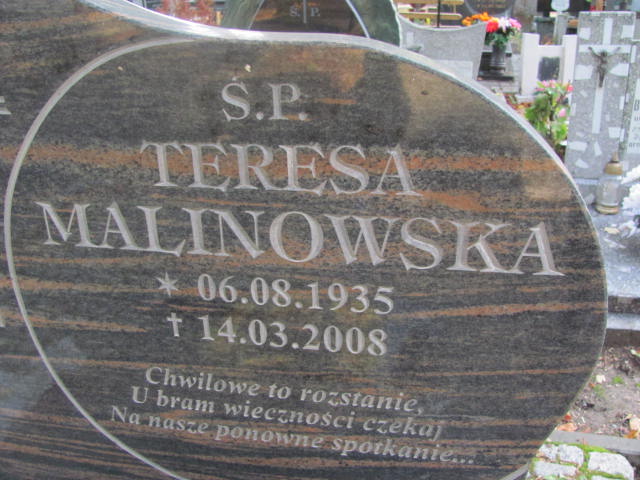 Ś.P.
Ś.P.
TERESA
MALINOWSKA
* 06.08.1935
† 14.03.2008
Chwilowe to rozstanie,
U bram wieczności czekaj
Na nasze ponowne spotkanie...